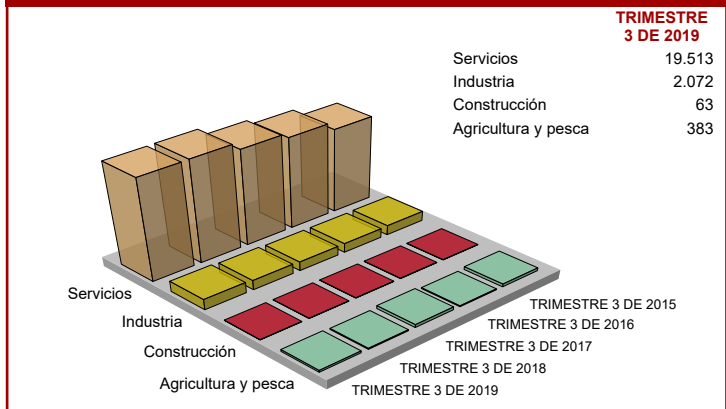 TRIMESTRE
3 DE 2019
Servicios 19.513
Industria 2.072
Construcción 63
Agricultura y pesca 383
Servicios
Industria
Construcción
Agricultura y pesca
TRIMESTRE 3 DE 2015
TRIMESTRE 3 DE 2016
TRIMESTRE 3 DE 2017
TRIMESTRE 3 DE 2018
TRIMESTRE 3 DE 2019